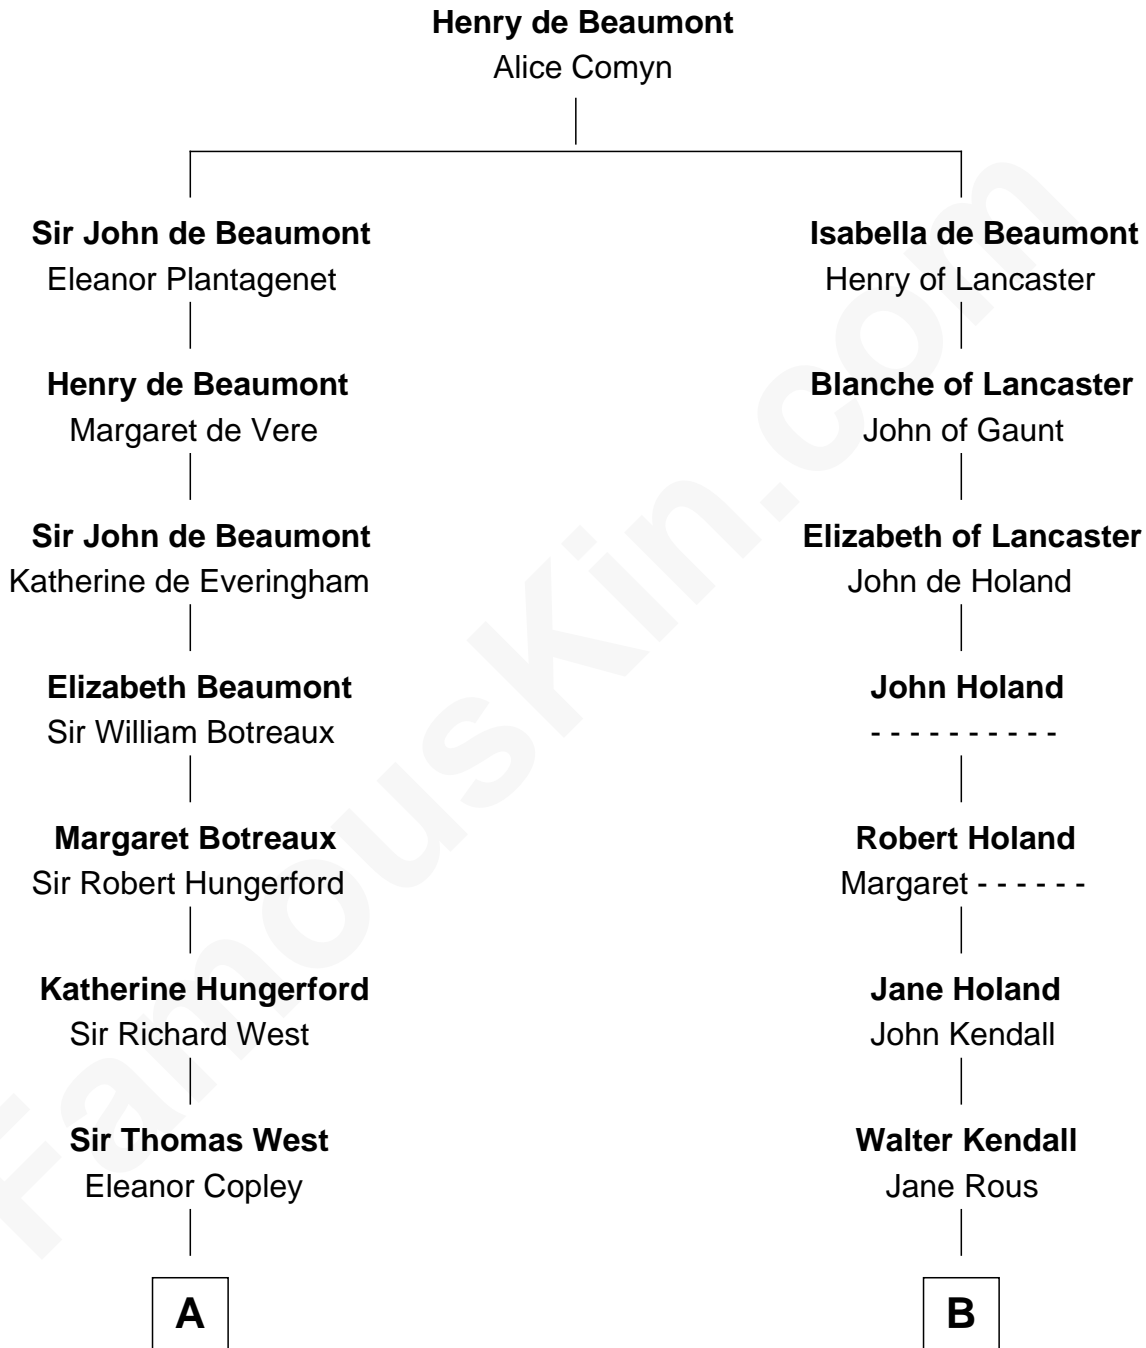 Henry de Beaumont
Alice Comyn
Sir John de Beaumont
Eleanor Plantagenet
Isabella de Beaumont
Henry of Lancaster
Henry de Beaumont
Margaret de Vere
Blanche of Lancaster
John of Gaunt
Sir John de Beaumont
Katherine de Everingham
Elizabeth of Lancaster
John de Holand
Elizabeth Beaumont
Sir William Botreaux
John Holand
- - - - - - - - - -
Margaret Botreaux
Sir Robert Hungerford
Robert Holand
Margaret - - - - - -
Katherine Hungerford
Sir Richard West
Jane Holand
John Kendall
Sir Thomas West
Eleanor Copley
Walter Kendall
Jane Rous
A
B
FamousKin.com